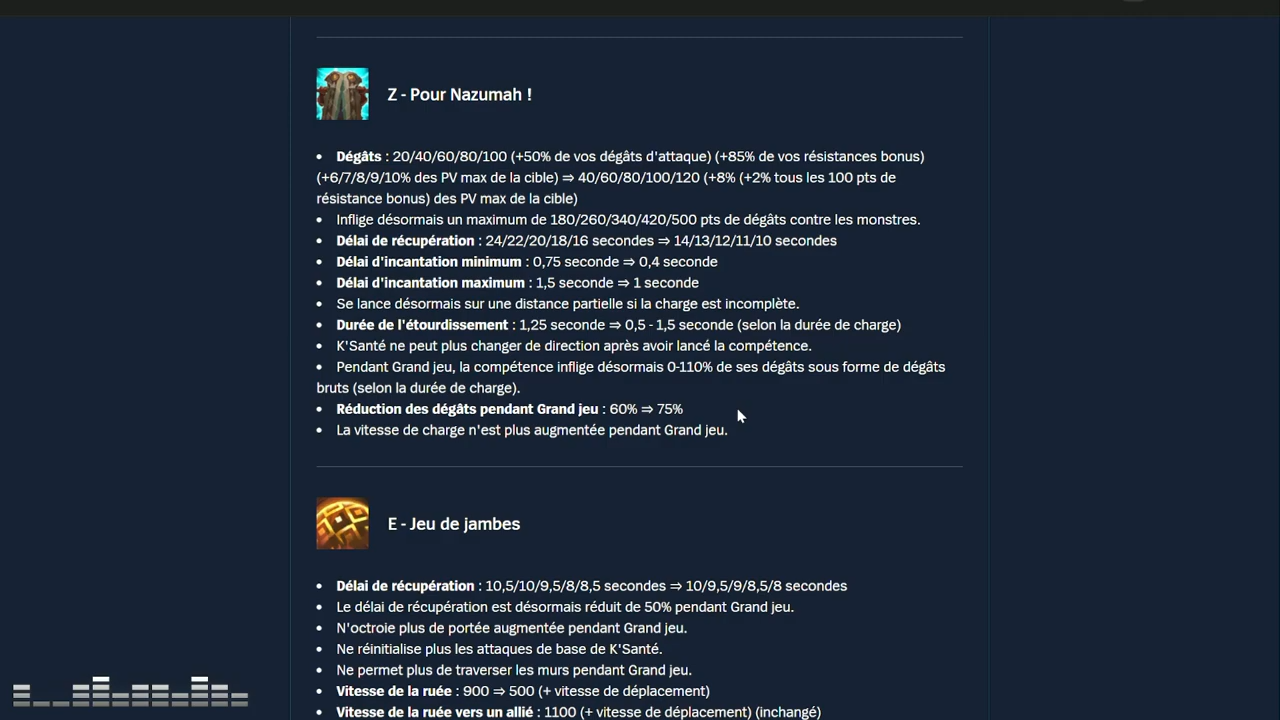 Z - Pour Nazumah !
• Dégâts : 20/40/60/80/100 (+50% de vos dégâts d'attaque) (+85% de vos résistances bonus)
(+6/7/8/9/10% des PV max de la cible) ⇒ 40/60/80/100/120 (+8% (+2% tous les 100 pts de
résistance bonus) des PV max de la cible)
• Inflige désormais un maximum de 180/260/340/420/500 pts de dégâts contre les monstres.
• Délai de récupération : 24/22/20/18/16 secondes ⇒ 14/13/12/11/10 secondes
• Délai d'incantation minimum : 0,75 seconde ⇒ 0,4 seconde
• Délai d'incantation maximum : 1,5 seconde ⇒ 1 seconde
• Se lance désormais sur une distance partielle si la charge est incomplète.
• Durée de l'étourdissement : 1,25 seconde ⇒ 0,5 - 1,5 seconde (selon la durée de charge)
• K'Santé ne peut plus changer de direction après avoir lancé la compétence.
• Pendant Grand jeu, la compétence inflige désormais 0-110% de ses dégâts sous forme de dégâts
bruts (selon la durée de charge).
• Réduction des dégâts pendant Grand jeu : 60% ⇒ 75%
• La vitesse de charge n'est plus augmentée pendant Grand jeu.
E - Jeu de jambes
• Délai de récupération : 10,5/10/9,5/8/8,5 secondes ⇒ 10/9,5/9/8,5/8 secondes
• Le délai de récupération est désormais réduit de 50% pendant Grand jeu.
• N'octroie plus de portée augmentée pendant Grand jeu.
• Ne réinitialise plus les attaques de base de K'Santé.
• Ne permet plus de traverser les murs pendant Grand jeu.
• Vitesse de la ruée : 900 ⇒ 500 (+ vitesse de déplacement)
• Vitesse de la ruée vers un allié : 1100 (+ vitesse de déplacement) (inchangé)